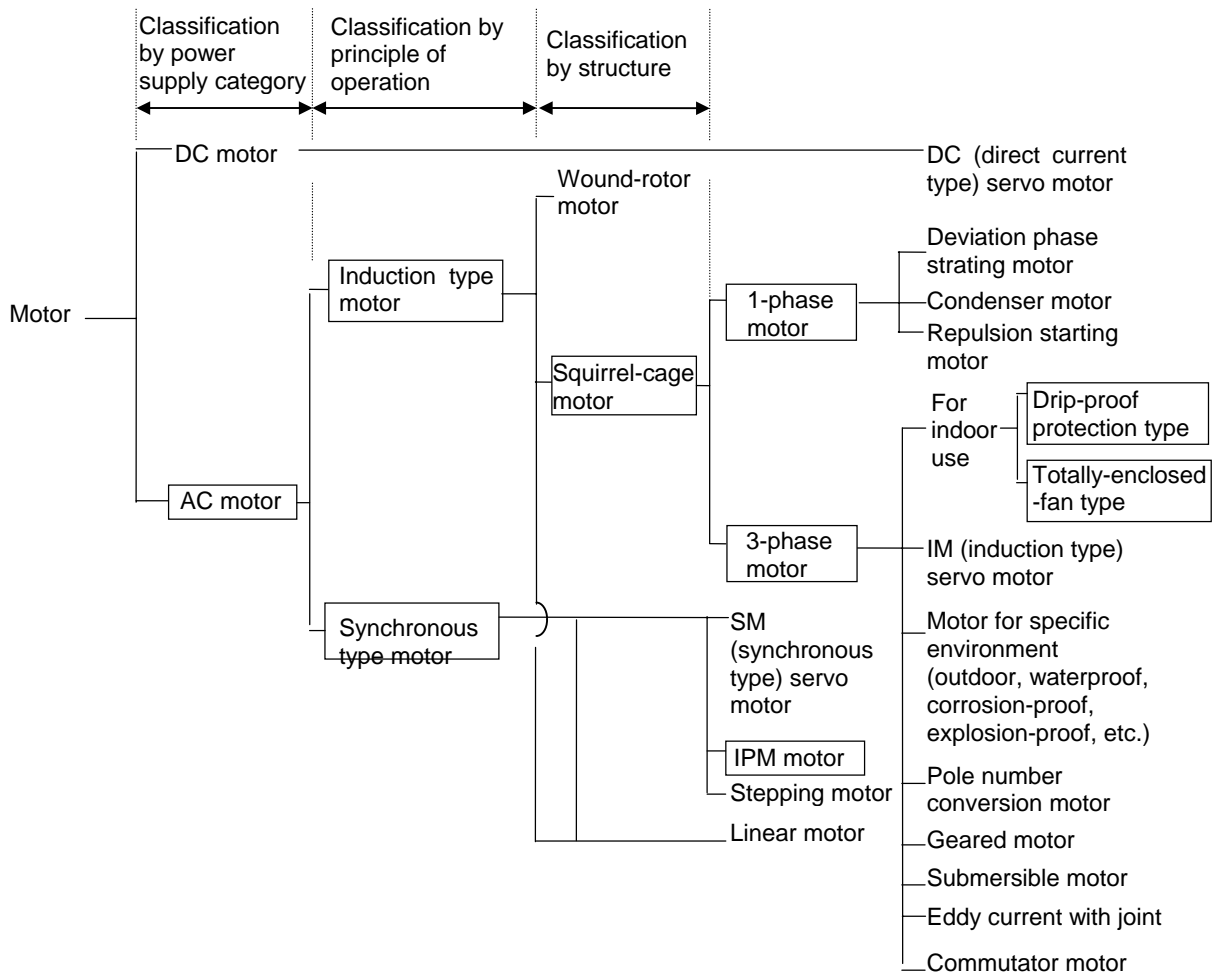 Classification
by power
supply category
Classification by
principle of
operation
Classification
by structure
DC motor
DC (direct current
type) servo motor
Wound-rotor
motor
Deviation phase
strating motor
Induction type
motor
1-phase
motor
Condenser motor
Motor
Repulsion starting
motor
Squirrel-cage
motor
For
indoor
use
Drip-proof
protection type
Totally-enclosed
-fan type
AC motor
3-phase
motor
IM (induction type)
servo motor
Synchronous
type motor
SM
(synchronous
type) servo
motor
Motor for specific
environment
(outdoor, waterproof,
corrosion-proof,
explosion-proof, etc.)
IPM motor
Stepping motor
Pole number
conversion motor
Linear motor
Geared motor
Submersible motor
Eddy current with joint
Commutator motor